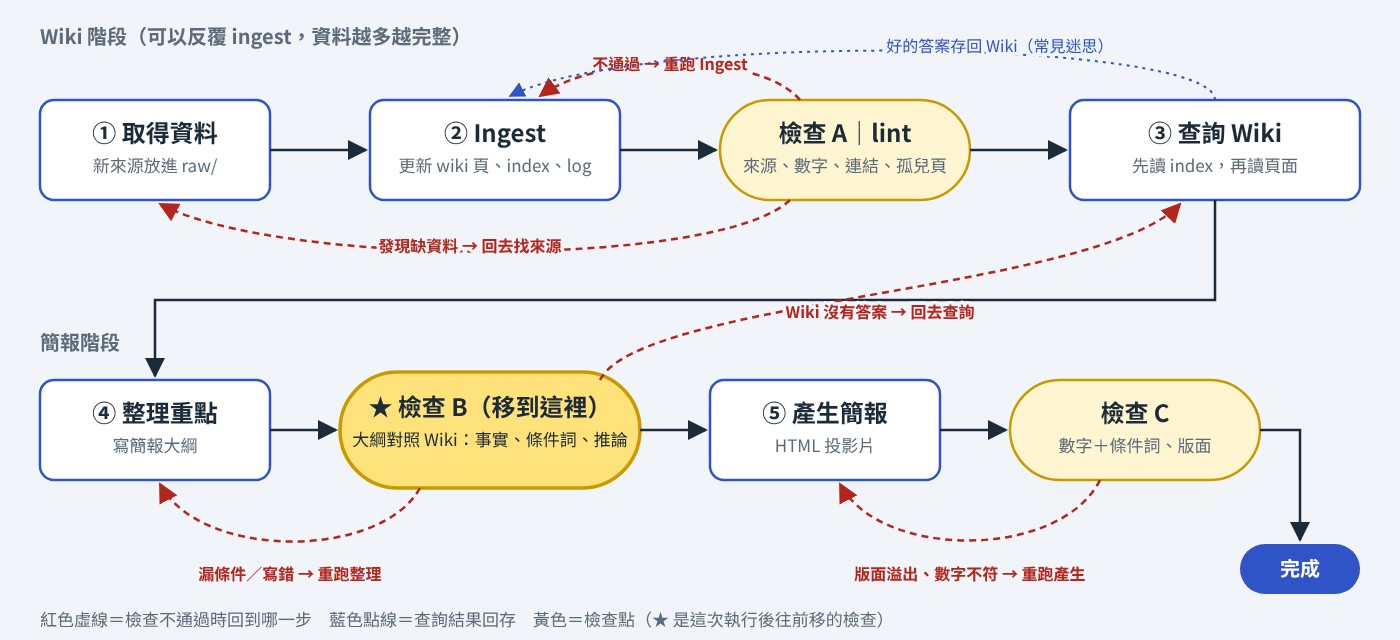 Wiki 階段（可以反覆 ingest，資料越多越完整）
好的答案存回 Wiki（常見迷思）
不通過 → 重跑 Ingest
① 取得資料
新來源放進 raw/
② Ingest
更新 wiki 頁、index、log
檢查 A｜lint
來源、數字、連結、孤兒頁
③ 查詢 Wiki
先讀 index，再讀頁面
發現缺資料 → 回去找來源
Wiki 沒有答案 → 回去查詢
簡報階段
④ 整理重點
寫簡報大綱
★ 檢查 B（移到這裡）
大綱對照 Wiki：事實、條件詞、推論
⑤ 產生簡報
HTML 投影片
檢查 C
數字＋條件詞、版面
漏條件／寫錯 → 重跑整理
版面溢出、數字不符 → 重跑產生
完成
紅色虛線＝檢查不通過時回到哪一步　藍色點線＝查詢結果回存　黃色＝檢查點（★ 是這次執行後往前移的檢查）